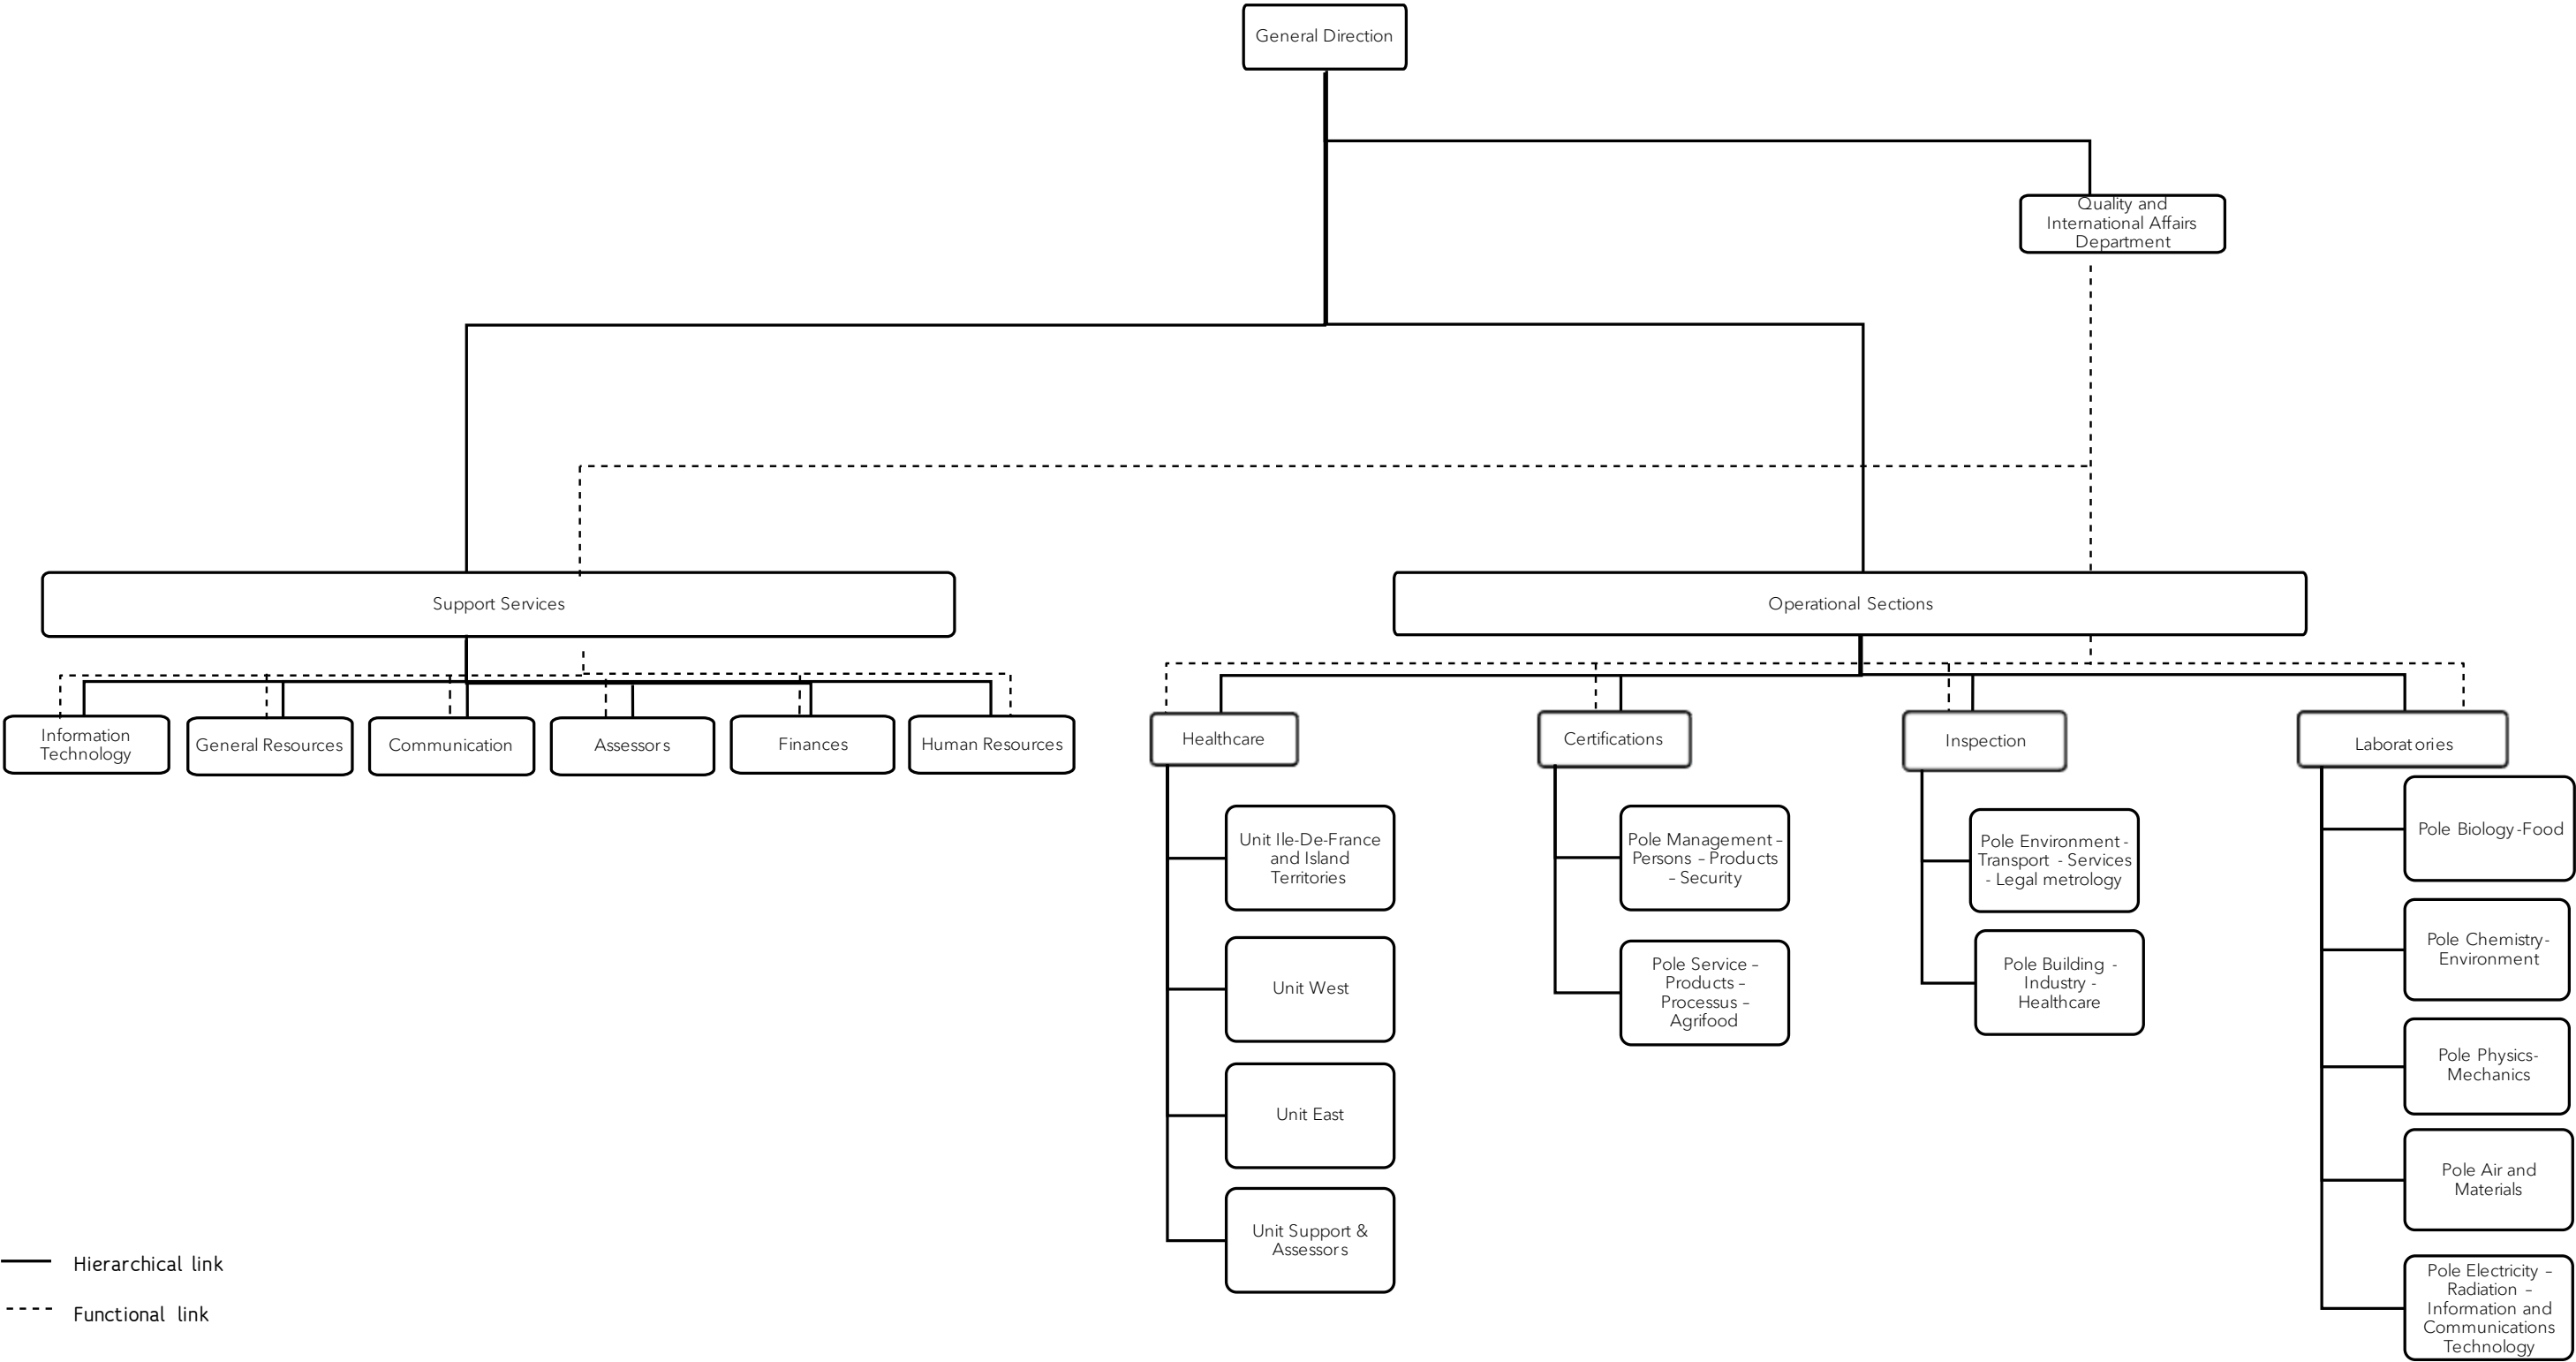 General Direction
Quality and
International Affairs
Department
Support Services
Operational Sections
Information
Technology
General Resources
Communication
Assessors
Finances
Human Resources
Healthcare
Certifications
Inspection
Laboratories
Unit Ile-De-France
and Island
Territories
Unit West
Unit East
Unit Support &
Assessors
Pole Management –
Persons – Products
– Security
Pole Service –
Products –
Processus –
Agrifood
Pole Environment -
Transport - Services
- Legal metrology
Pole Building -
Industry -
Healthcare
Pole Biology-Food
Pole Chemistry-
Environment
Pole Physics-
Mechanics
Pole Air and
Materials
Pole Electricity –
Radiation –
Information and
Communications
Technology
Hierarchical link
Functional link